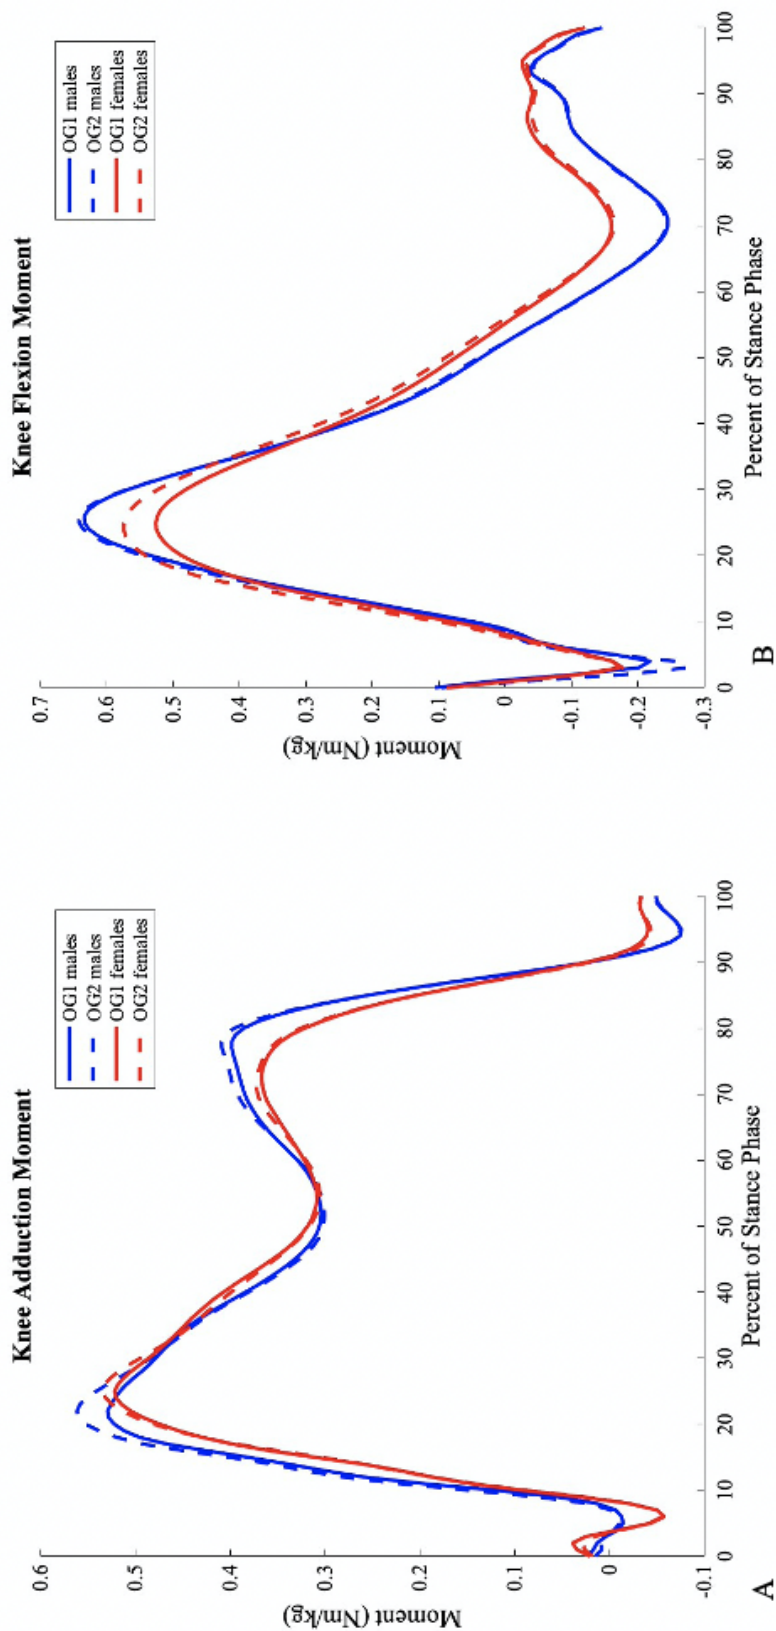 Knee Adduction Moment
OG1 males
OG2 males
OG1 females
OG2 females
Moment (Nm/kg)
0.6
0.5
0.4
0.3
0.2
0.1
0
-0.1
0 10 20 30 40 50 60 70 80 90 100
Percent of Stance Phase
A
Knee Flexion Moment
OG1 males
OG2 males
OG1 females
OG2 females
Moment (Nm/kg)
0.7
0.6
0.5
0.4
0.3
0.2
0.1
0
-0.1
-0.2
-0.3
0 10 20 30 40 50 60 70 80 90 100
Percent of Stance Phase
B